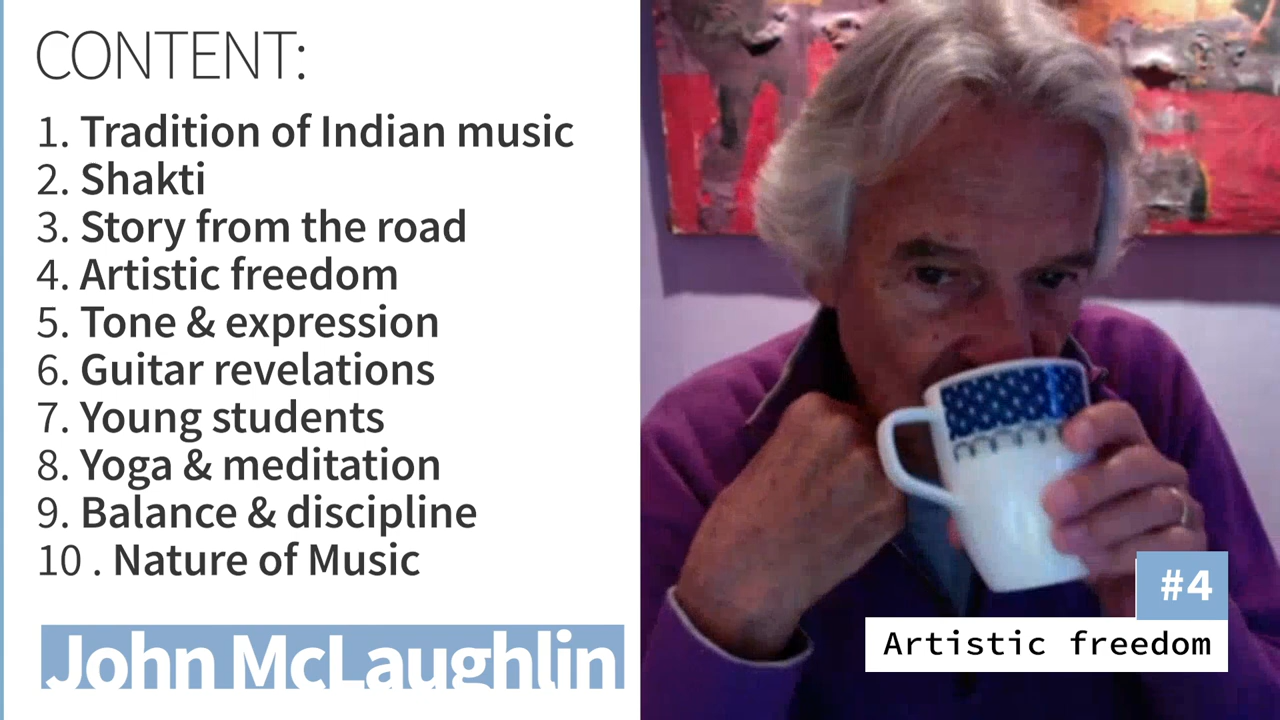 CONTENT:
1. Tradition of Indian music
2. Shakti
3. Story from the road
4. Artistic freedom
5. Tone & expression
6. Guitar revelations
7. Young students
8. Yoga & meditation
9. Balance & discipline
10 . Nature of Music
John McLaughlin
#4
Artistic freedom